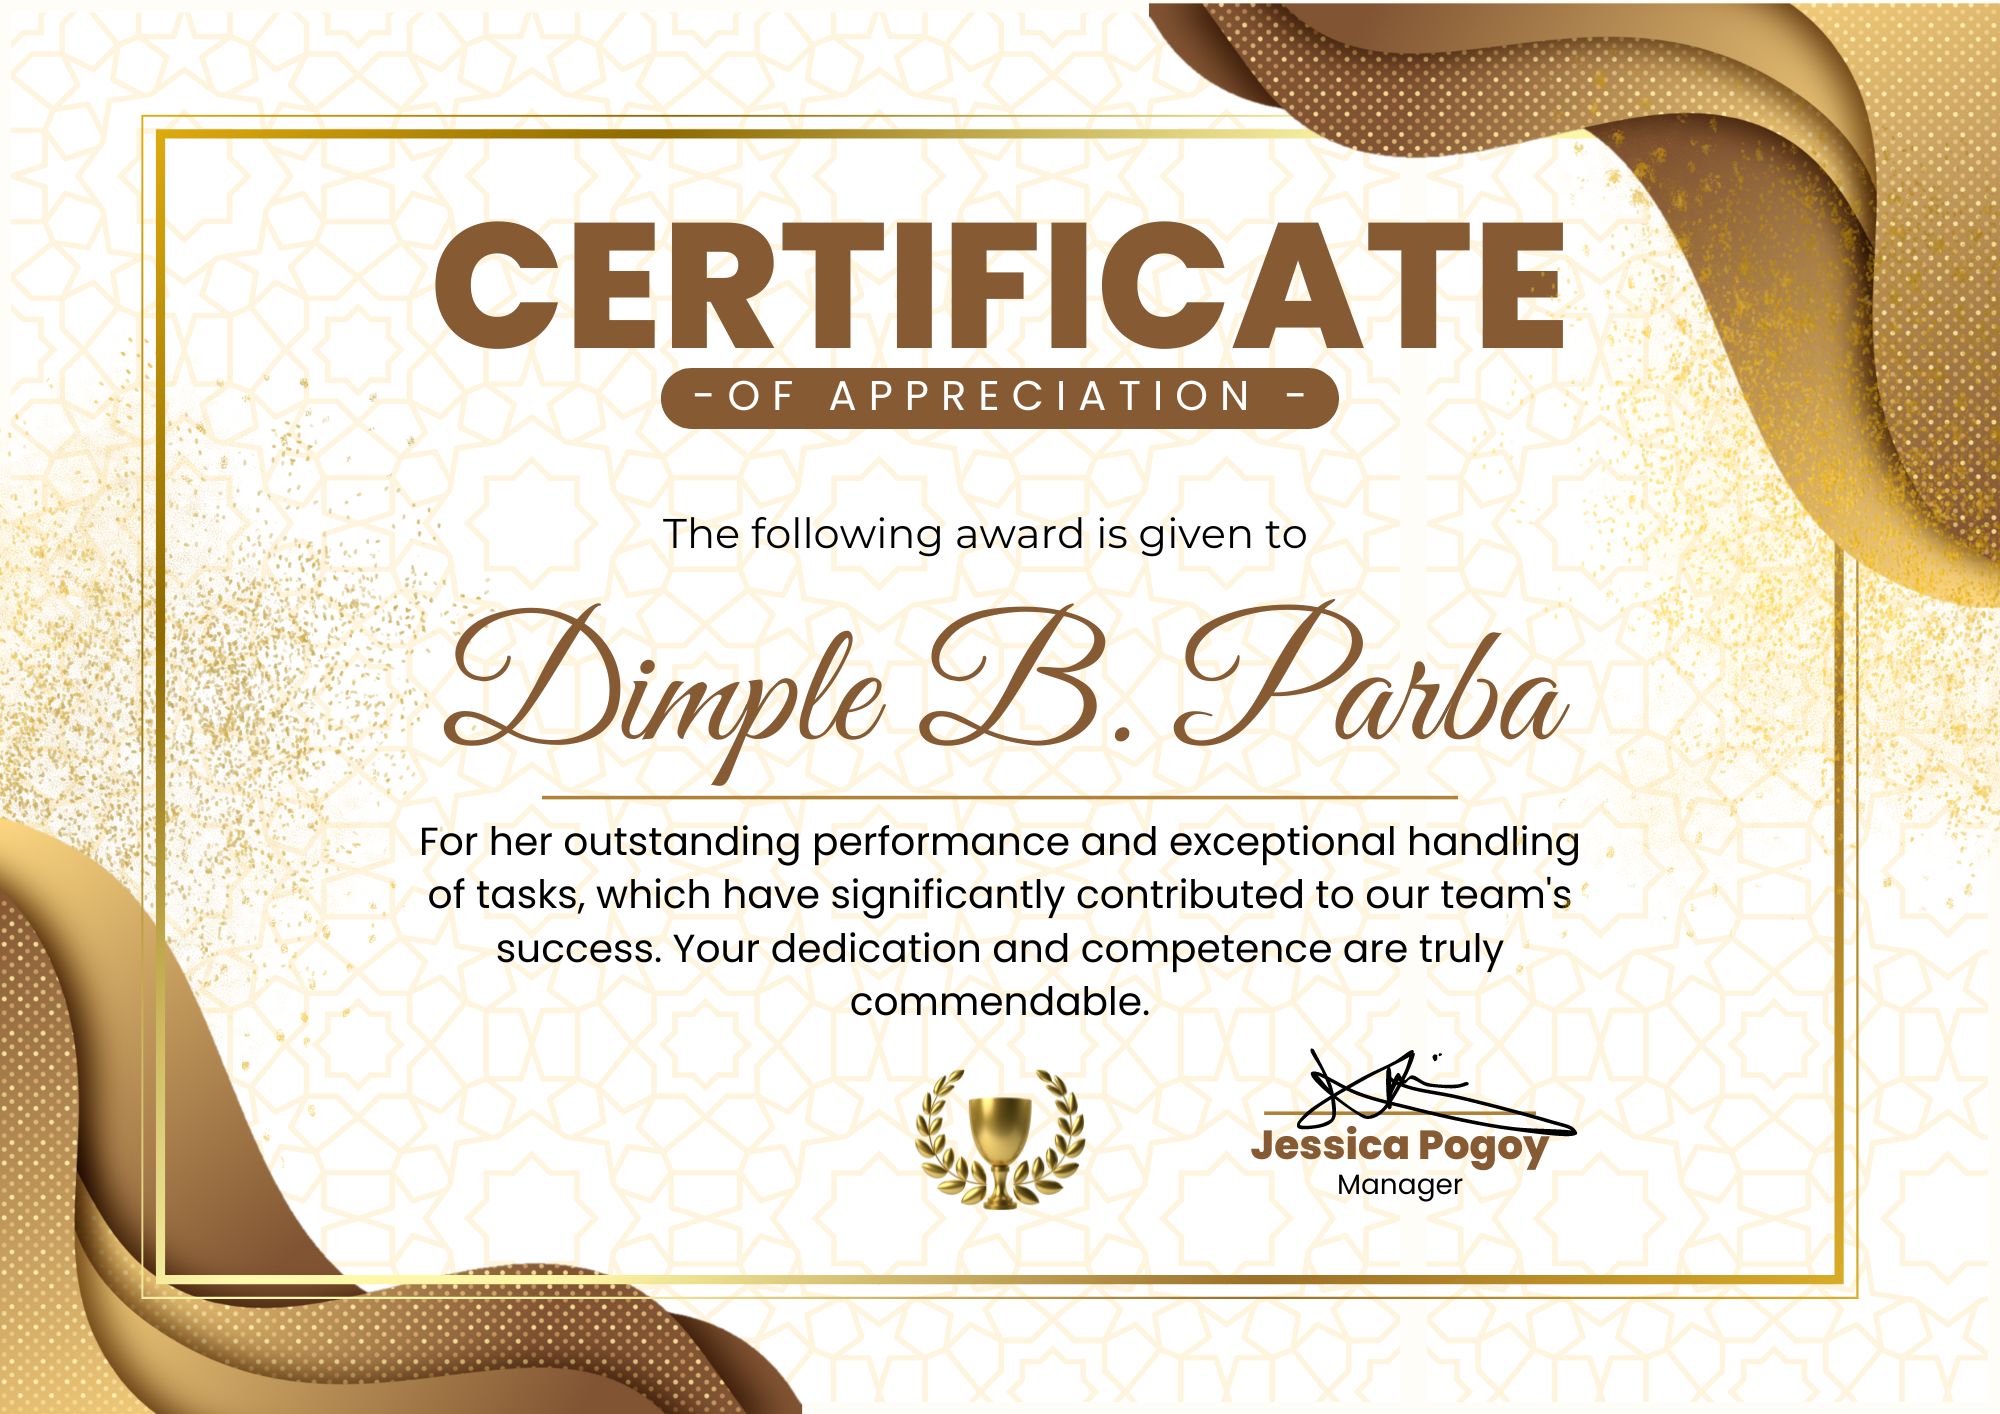 CERTIFICATE
-OF APPRECIATION -
The following award is given to
Dimple B. Parba
For her outstanding performance and exceptional handling
of tasks, which have significantly contributed to our team's
success. Your dedication and competence are truly
commendable.
Jessica Pogoy
Manager